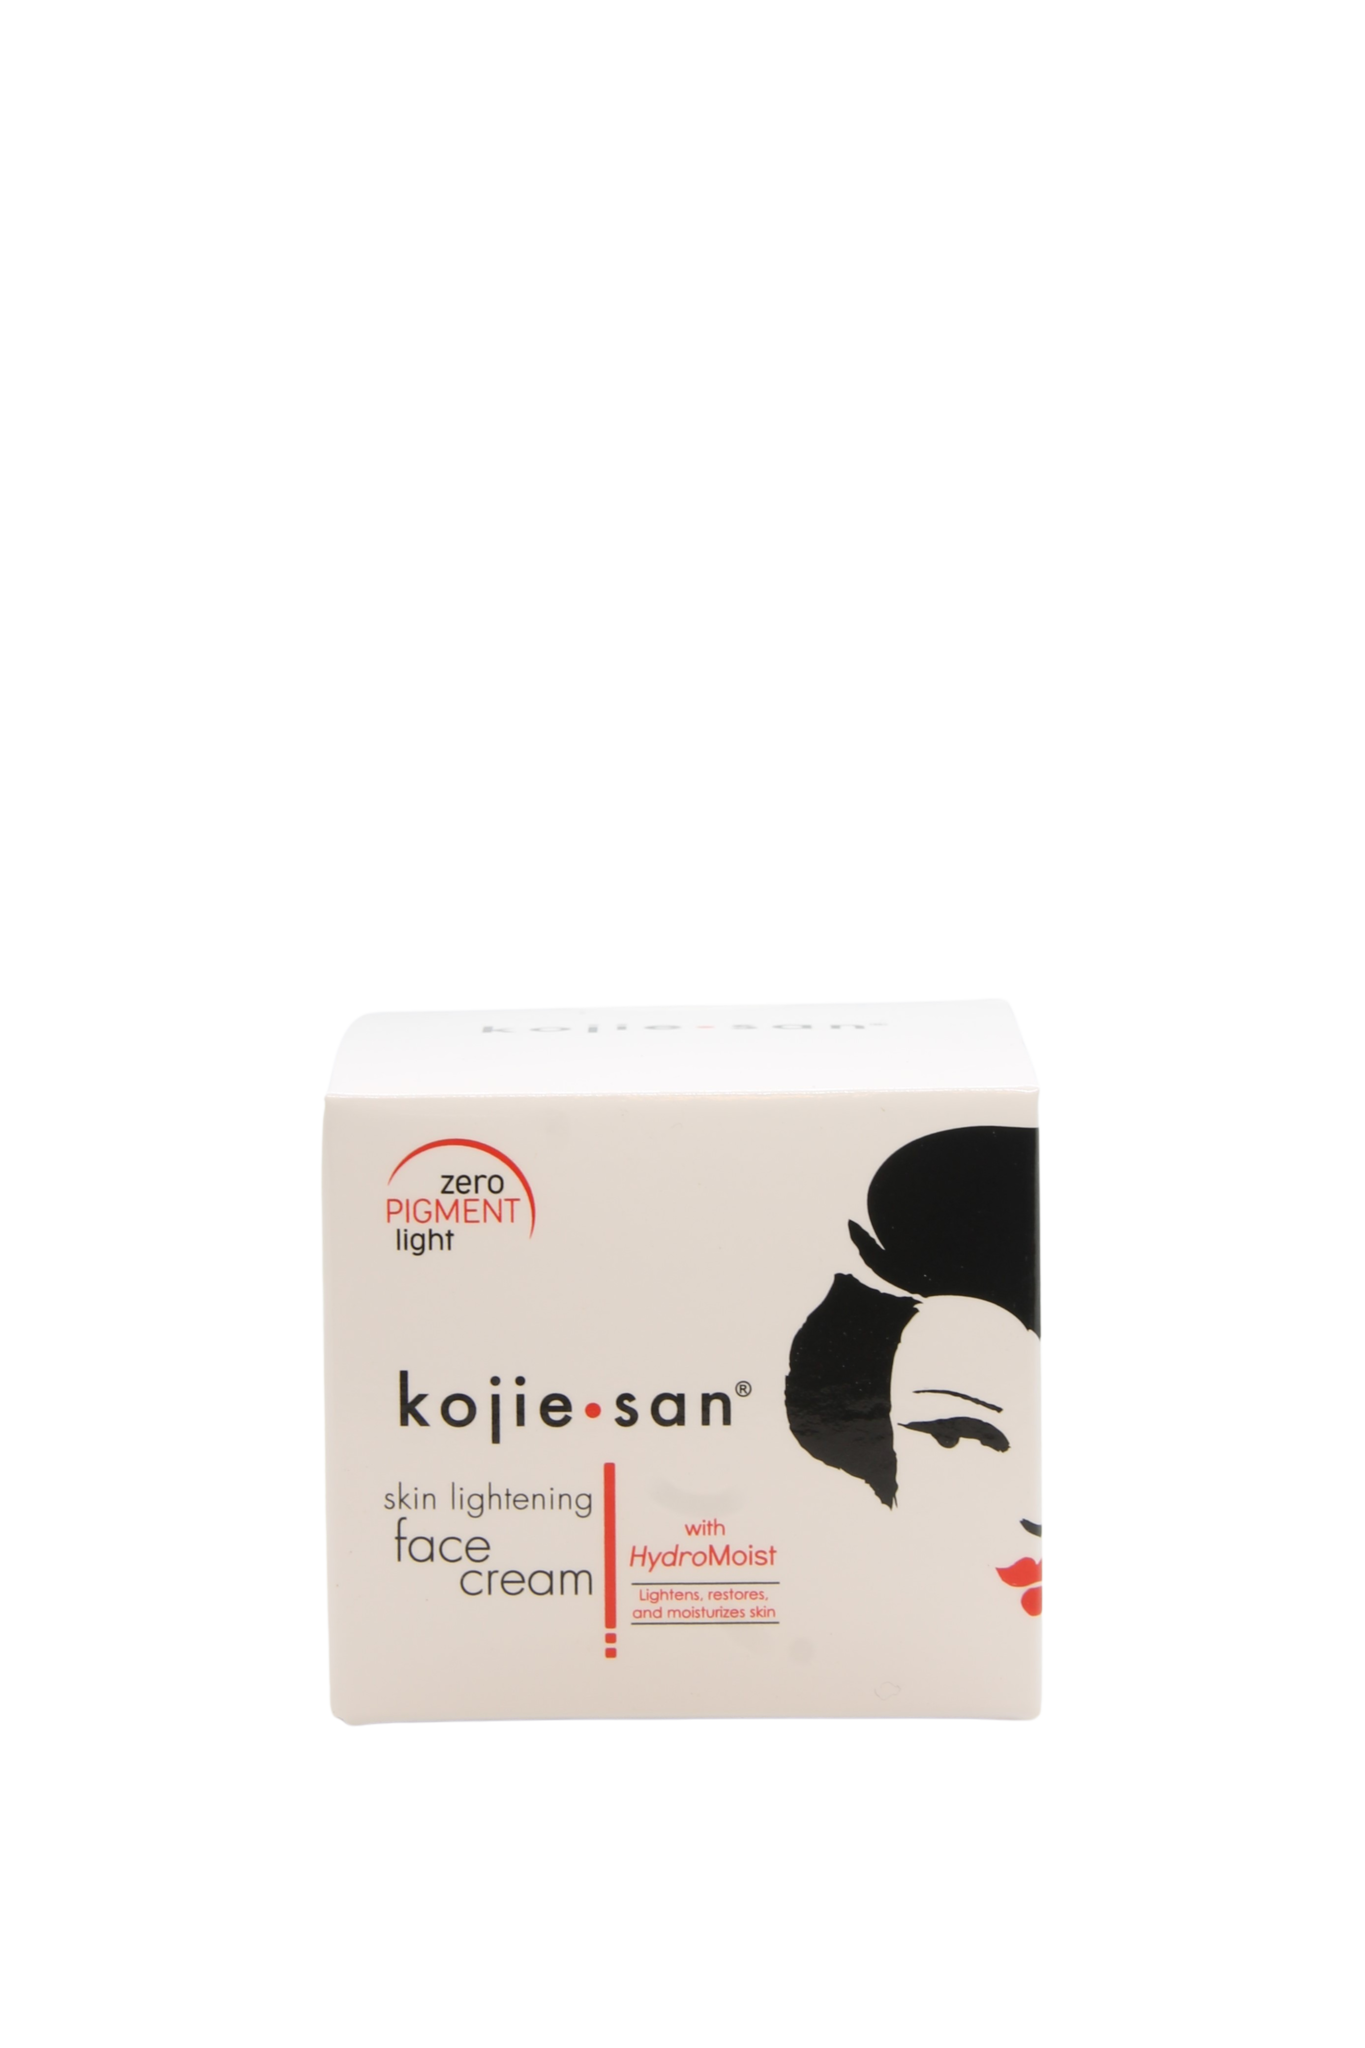 kojie•san®
zero
PIGMENT
light
kojie•san®
skin lightening
face
cream
with
HydroMoist
Lightens, restores,
and moisturizes skin